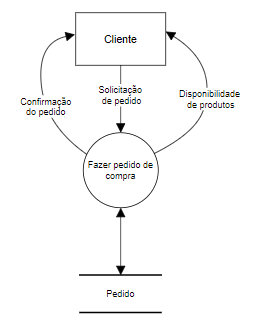 Cliente
Solicitação
de pedido
Confirmação
do pedido
Disponibilidade
de produtos
Fazer pedido de
compra
Pedido